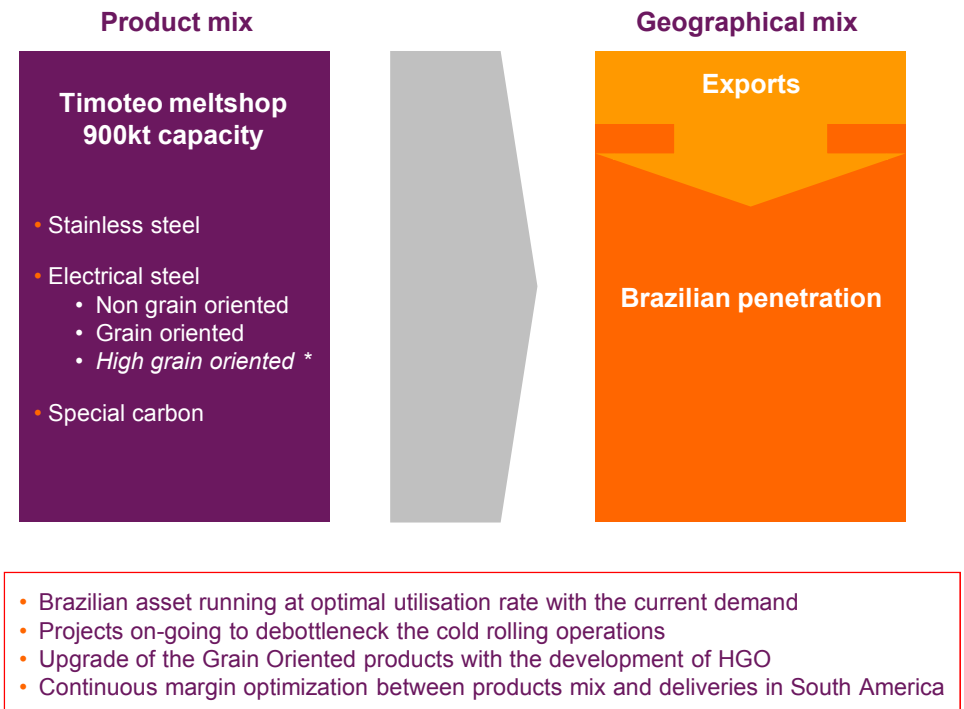 Product mix
Geographical mix
Timoteo meltshop
900kt capacity
• Stainless steel
• Electrical steel
• Non grain oriented
• Grain oriented
• High grain oriented *
• Special carbon
Exports
Brazilian penetration
• Brazilian asset running at optimal utilisation rate with the current demand
• Projects on-going to debottleneck the cold rolling operations
• Upgrade of the Grain Oriented products with the development of HGO
• Continuous margin optimization between products mix and deliveries in South America